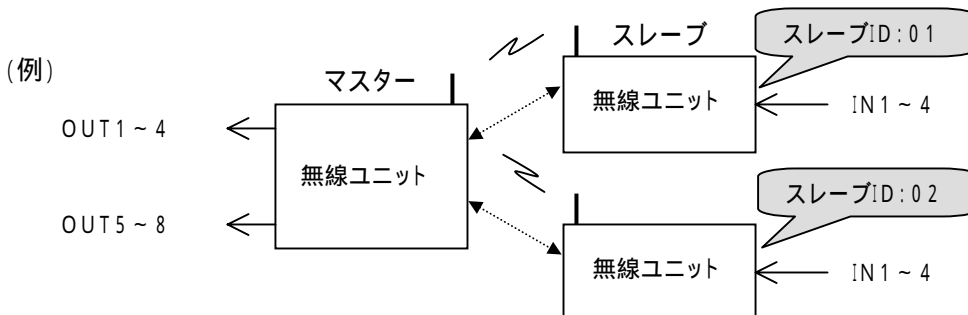 (例)
マスター
OUT1~4
OUT5~8
無線ユニット
スレーブ
スレーブID:01
無線ユニット
IN1~4
スレーブID:02
無線ユニット
IN1~4